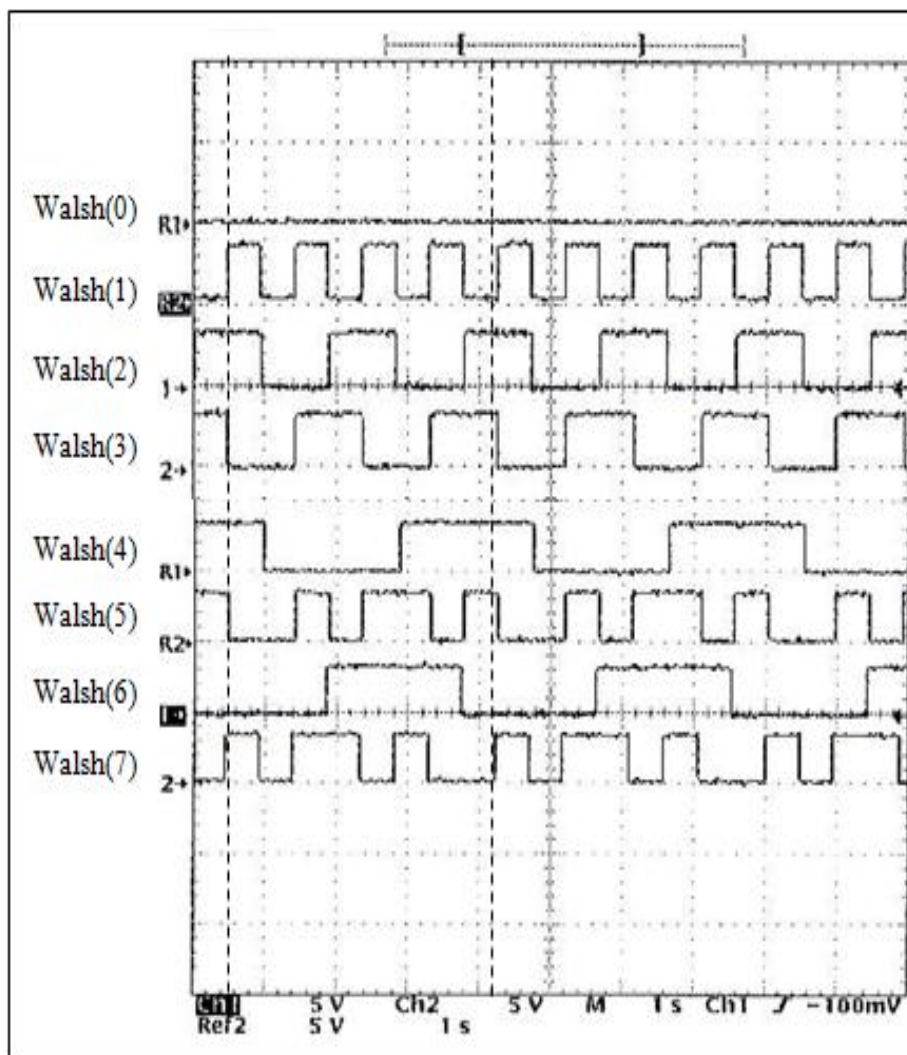 Walsh(0)
R1
Walsh(1)
Walsh(2)
1
Walsh(3)
2
Walsh(4)
R1
Walsh(5)
R2
Walsh(6)
Walsh(7)
2
Ch1 5 V Ch2 5 V M 1 s Ch1 ʃ -100mV
Ref2 5 V 1 s